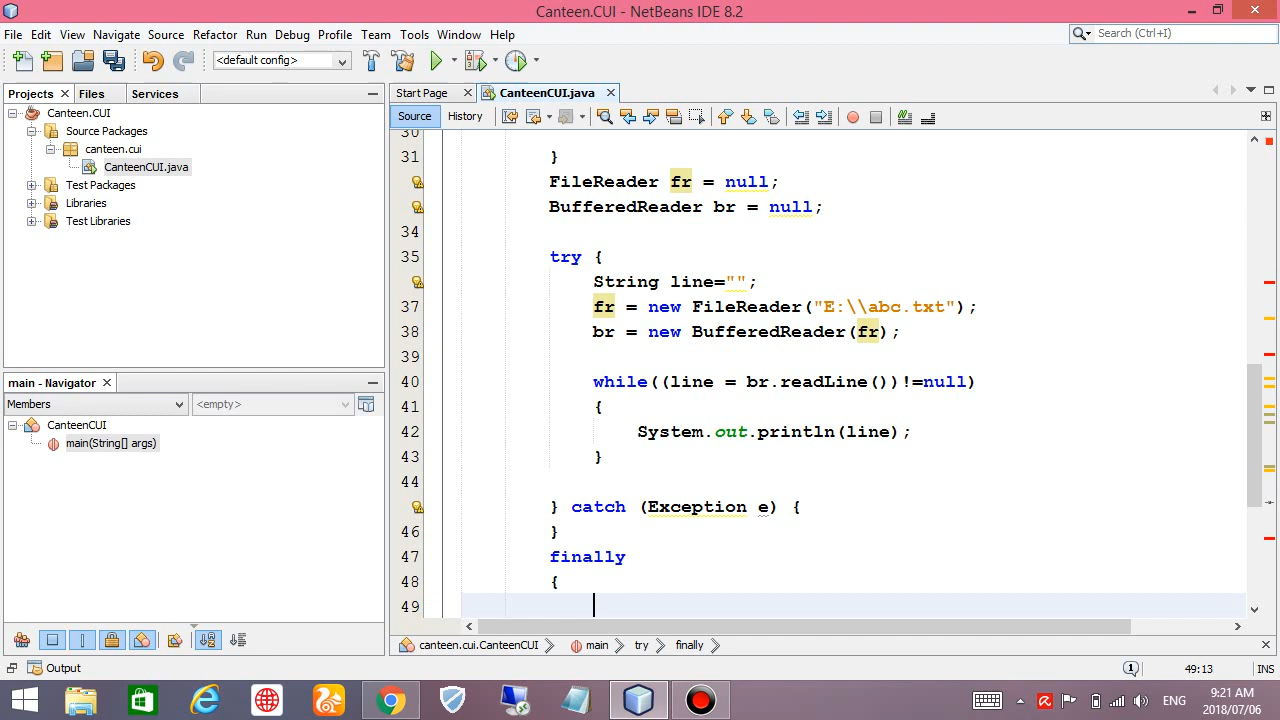 Canteen.CUI - NetBeans IDE 8.2
File Edit View Navigate Source Refactor Run Debug Profile Team Tools Window Help
Search (Ctrl+I)
<default config>
Projects Files Services
Canteen.CUI
Source Packages
canteen.cui
CanteenCUI.java
Test Packages
Libraries
Test Libraries
main - Navigator
Members <empty>
CanteenCUI
main(String[] args)
Start Page CanteenCUI.java
Source History
30
31 }
FileReader fr = null;
BufferedReader br = null;
34
35 try {
String line="";
37 fr = new FileReader("E:\\abc.txt");
38 br = new BufferedReader(fr);
39
40 while((line = br.readLine())!=null)
41 {
42 System.out.println(line);
43 }
44
} catch (Exception e) {
46 }
47 finally
48 {
49
canteen.cui.CanteenCUI main try finally
Output 1 49:13 INS
ENG 9:21 AM
2018/07/06